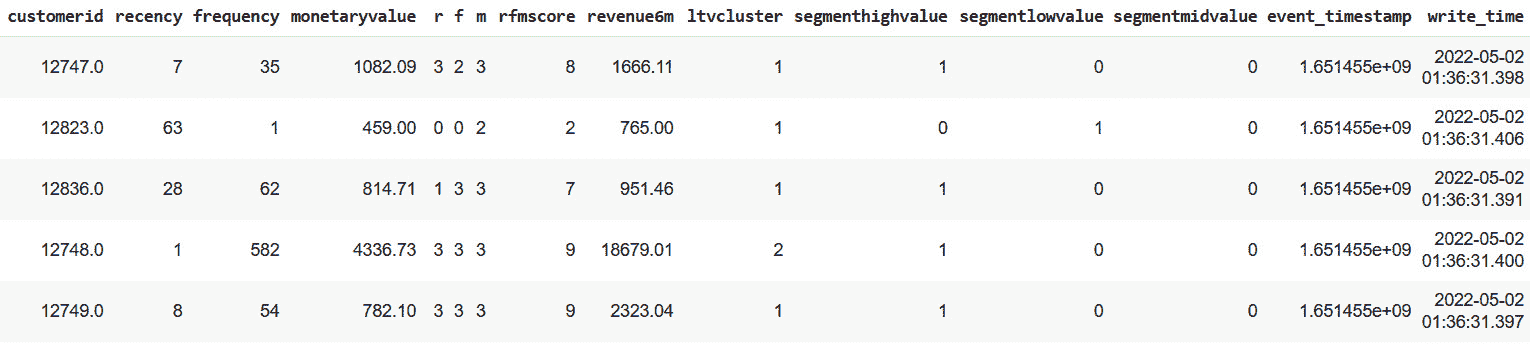 customerid recency frequency monetaryvalue r f m rfmscore revenue6m ltvcluster segmenthighvalue segmentlowvalue segmentmidvalue event_timestamp write_time
12747.0 7 35 1082.09 3 2 3 8 1666.11 1 1 0 0 1.651455e+09 2022-05-02
01:36:31.398
12823.0 63 1 459.00 0 0 2 2 765.00 1 0 1 0 1.651455e+09 2022-05-02
01:36:31.406
12836.0 28 62 814.71 1 3 3 7 951.46 1 1 0 0 1.651455e+09 2022-05-02
01:36:31.391
12748.0 1 582 4336.73 3 3 3 9 18679.01 2 1 0 0 1.651455e+09 2022-05-02
01:36:31.400
12749.0 8 54 782.10 3 3 3 9 2323.04 1 1 0 0 1.651455e+09 2022-05-02
01:36:31.397